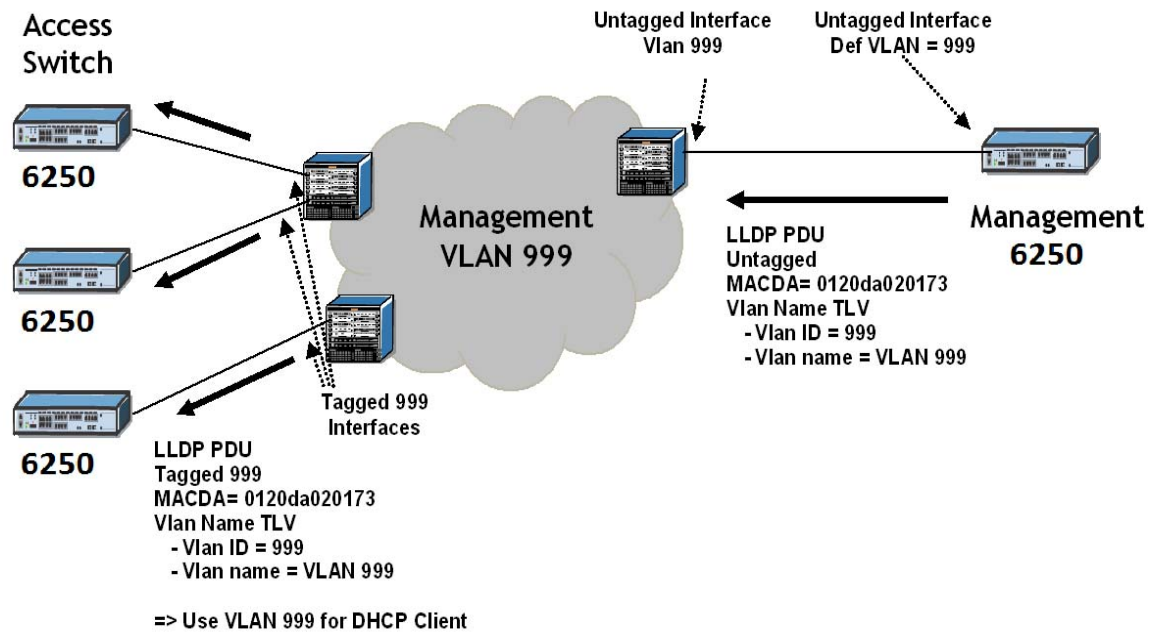 Access
Switch
6250
6250
6250
Untagged Interface
Vlan 999
Untagged Interface
Def VLAN = 999
Management
VLAN 999
Management
6250
LLDP PDU
Untagged
MACDA= 0120da020173
Vlan Name TLV
- Vlan ID = 999
- Vlan name = VLAN 999
Tagged 999
Interfaces
LLDP PDU
Tagged 999
MACDA= 0120da020173
Vlan Name TLV
- Vlan ID = 999
- Vlan name = VLAN 999
=> Use VLAN 999 for DHCP Client